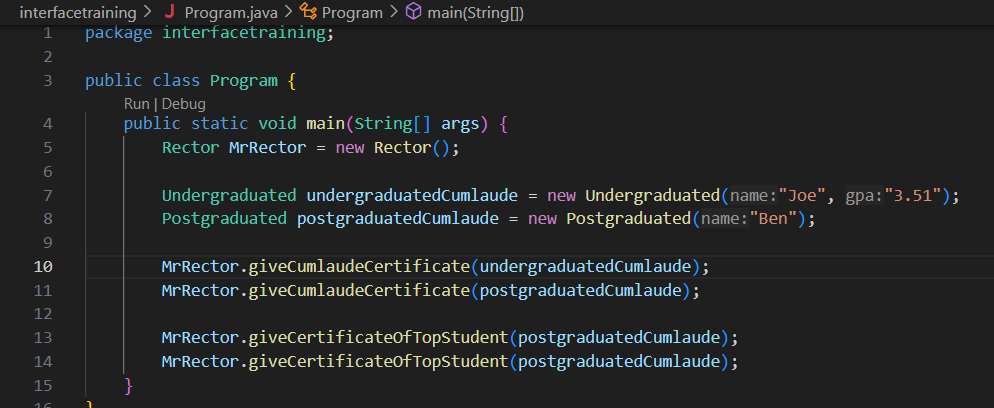 interfacetraining > J Program.java > Program > main(String[])
1 package interfacetraining;
2
3 public class Program {
Run | Debug
4 public static void main(String[] args) {
5 Rector MrRector = new Rector();
6
7 Undergraduated undergraduatedCumlaude = new Undergraduated(name:"Joe", gpa:"3.51");
8 Postgraduated postgraduatedCumlaude = new Postgraduated(name:"Ben");
9
10 MrRector.giveCumlaudeCertificate(undergraduatedCumlaude);
11 MrRector.giveCumlaudeCertificate(postgraduatedCumlaude);
12
13 MrRector.giveCertificateOfTopStudent(postgraduatedCumlaude);
14 MrRector.giveCertificateOfTopStudent(postgraduatedCumlaude);
15 }
16 }